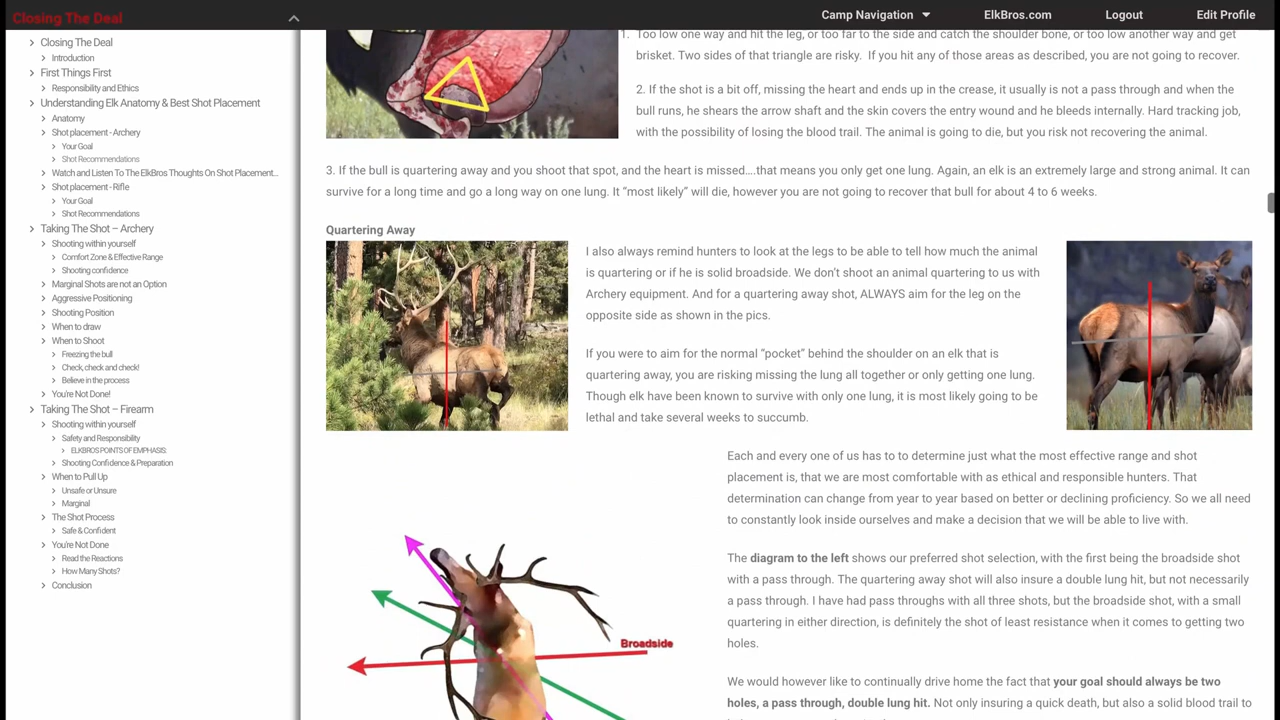 Closing The Deal
Camp Navigation
ElkBros.com
Logout
Edit Profile
Closing The Deal
Introduction
First Things First
Responsibility and Ethics
Understanding Elk Anatomy & Best Shot Placement
Anatomy
Shot placement - Archery
Your Goal
Shot Recommendations
Watch and Listen To The ElkBros Thoughts On Shot Placement...
Shot placement - Rifle
Your Goal
Shot Recommendations
Taking The Shot – Archery
Shooting within yourself
Comfort Zone & Effective Range
Shooting confidence
Marginal Shots are not an Option
Aggressive Positioning
Shooting Position
When to draw
When to Shoot
Freezing the bull
Check, check and check!
Believe in the process
You're Not Done!
Taking The Shot – Firearm
Shooting within yourself
Safety and Responsibility
ELKBROS POINTS OF EMPHASIS:
Shooting Confidence & Preparation
When to Pull Up
Unsafe or Unsure
Marginal
The Shot Process
Safe & Confident
You're Not Done
Read the Reactions
How Many Shots?
Conclusion
1. Too low one way and hit the leg, or too far to the side and catch the shoulder bone, or too low another way and get
brisket. Two sides of that triangle are risky. If you hit any of those areas as described, you are not going to recover.
2. If the shot is a bit off, missing the heart and ends up in the crease, it usually is not a pass through and when the
bull runs, he shears the arrow shaft and the skin covers the entry wound and he bleeds internally. Hard tracking job,
with the possibility of losing the blood trail. The animal is going to die, but you risk not recovering the animal.
3. If the bull is quartering away and you shoot that spot, and the heart is missed....that means you only get one lung. Again, an elk is an extremely large and strong animal. It can
survive for a long time and go a long way on one lung. It “most likely” will die, however you are not going to recover that bull for about 4 to 6 weeks.
Quartering Away
I also always remind hunters to look at the legs to be able to tell how much the animal
is quartering or if he is solid broadside. We don't shoot an animal quartering to us with
Archery equipment. And for a quartering away shot, ALWAYS aim for the leg on the
opposite side as shown in the pics.
If you were to aim for the normal “pocket” behind the shoulder on an elk that is
quartering away, you are risking missing the lung all together or only getting one lung.
Though elk have been known to survive with only one lung, it is most likely going to be
lethal and take several weeks to succumb.
Each and every one of us has to to determine just what the most effective range and shot
placement is, that we are most comfortable with as ethical and responsible hunters. That
determination can change from year to year based on better or declining proficiency. So we all need
to constantly look inside ourselves and make a decision that we will be able to live with.
The diagram to the left shows our preferred shot selection, with the first being the broadside shot
with a pass through. The quartering away shot will also insure a double lung hit, but not necessarily
a pass through. I have had pass throughs with all three shots, but the broadside shot, with a small
quartering in either direction, is definitely the shot of least resistance when it comes to getting two
holes.
Broadside
We would however like to continually drive home the fact that your goal should always be two
holes, a pass through, double lung hit. Not only insuring a quick death, but also a solid blood trail to